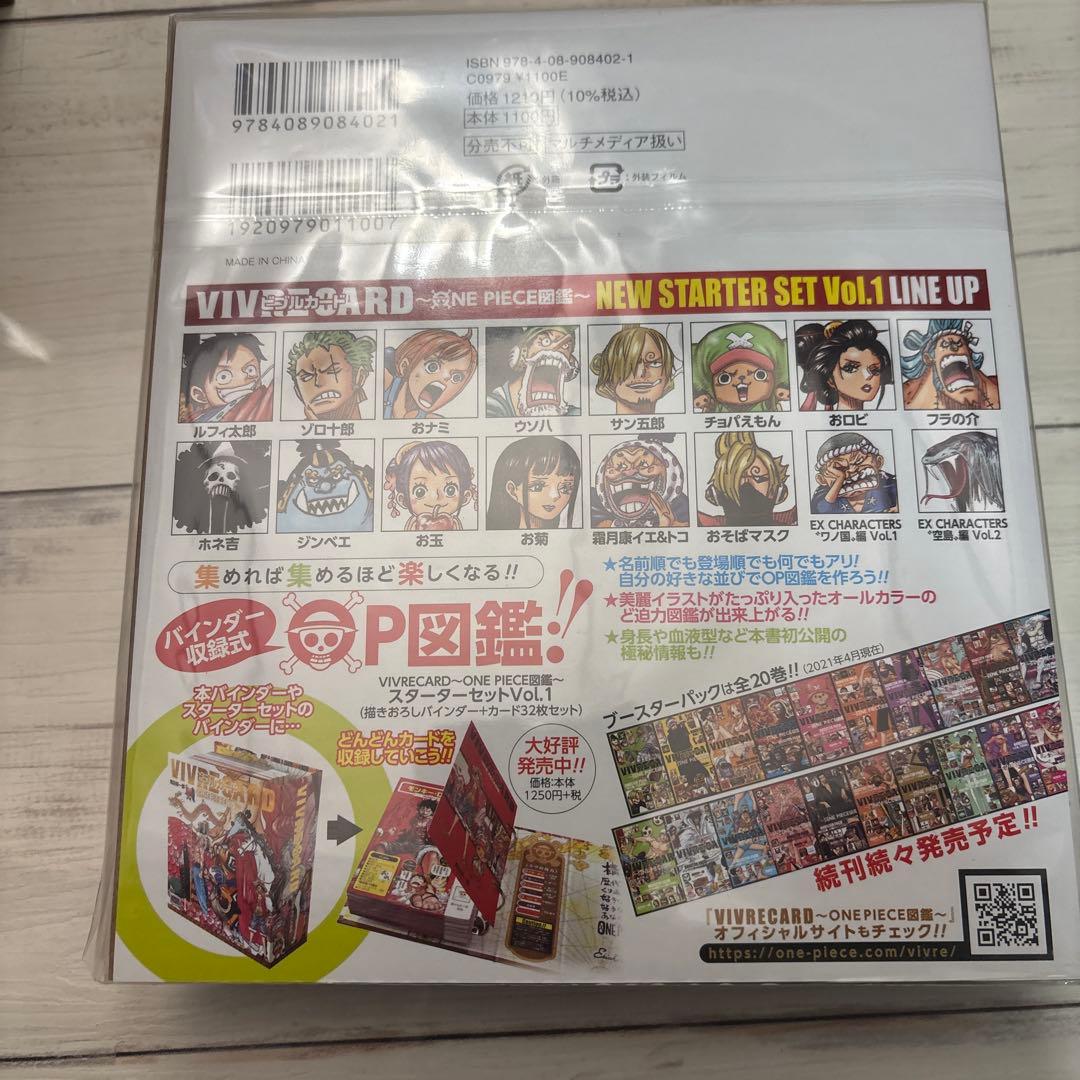 ISBN 978-4-08-908402-1
C0979 ¥1100E
価格 1210円(10%税込)
本体 1100円
分売不可 マルチメディア扱い
9784089084021
紙 :外箱
プラ :外装フィルム
1920979011007
MADE IN CHINA
VIVRE CARD ビブルカード 〜ONE PIECE図鑑〜 NEW STARTER SET Vol.1 LINE UP
ルフィ太郎 ゾロ十郎 おナミ ウソハ サン五郎 チョパえもん おロビ フラの介
ホネ吉 ジンベエ お玉 お菊 霜月康イエ&トコ おそばマスク EX CHARACTERS “ワノ国”編 Vol.1 EX CHARACTERS “空島”編 Vol.2
集めれば集めるほど楽しくなる!!
バインダー
収録式
OP図鑑!!
★名前順でも登場順でも何でもアリ!
自分の好きな並びでOP図鑑を作ろう!!
★美麗イラストがたっぷり入ったオールカラーの
ど迫力図鑑が出来上がる!!
★身長や血液型など本書初公開の
極秘情報も!!
VIVRECARD〜ONE PIECE図鑑〜
スターターセットVol.1
(描きおろしバインダー+カード32枚セット)
本バインダーや
スターターセットの
バインダーに…
どんどんカードを
収録していこう!!
大好評
発売中!!
価格:本体
1250円+税
VIVRE CARD
ブースターパックは全20巻!!(2021年4月現在)
続刊続々発売予定!!
『VIVRECARD〜ONE PIECE図鑑〜』
オフィシャルサイトもチェック!!
https://one-piece.com/vivre/